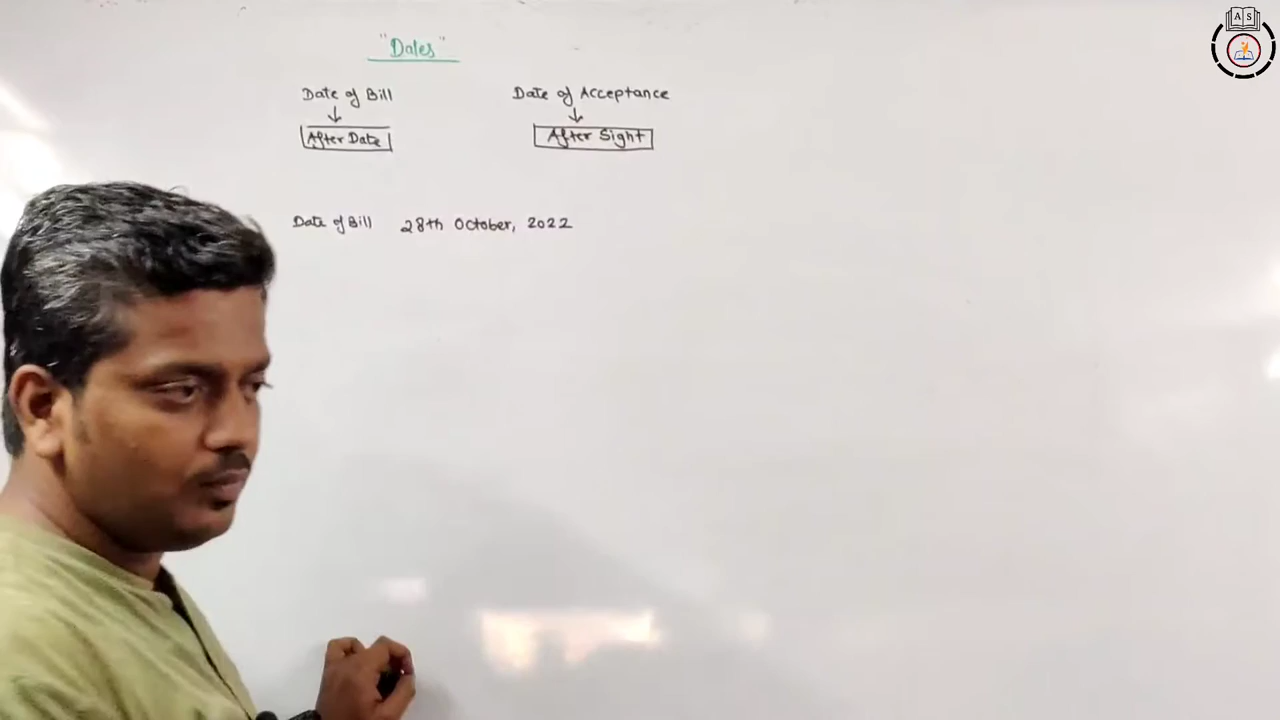 "Dates"
Date of Bill Date of Acceptance
After Date After Sight
Date of Bill 28th October, 2022
A S